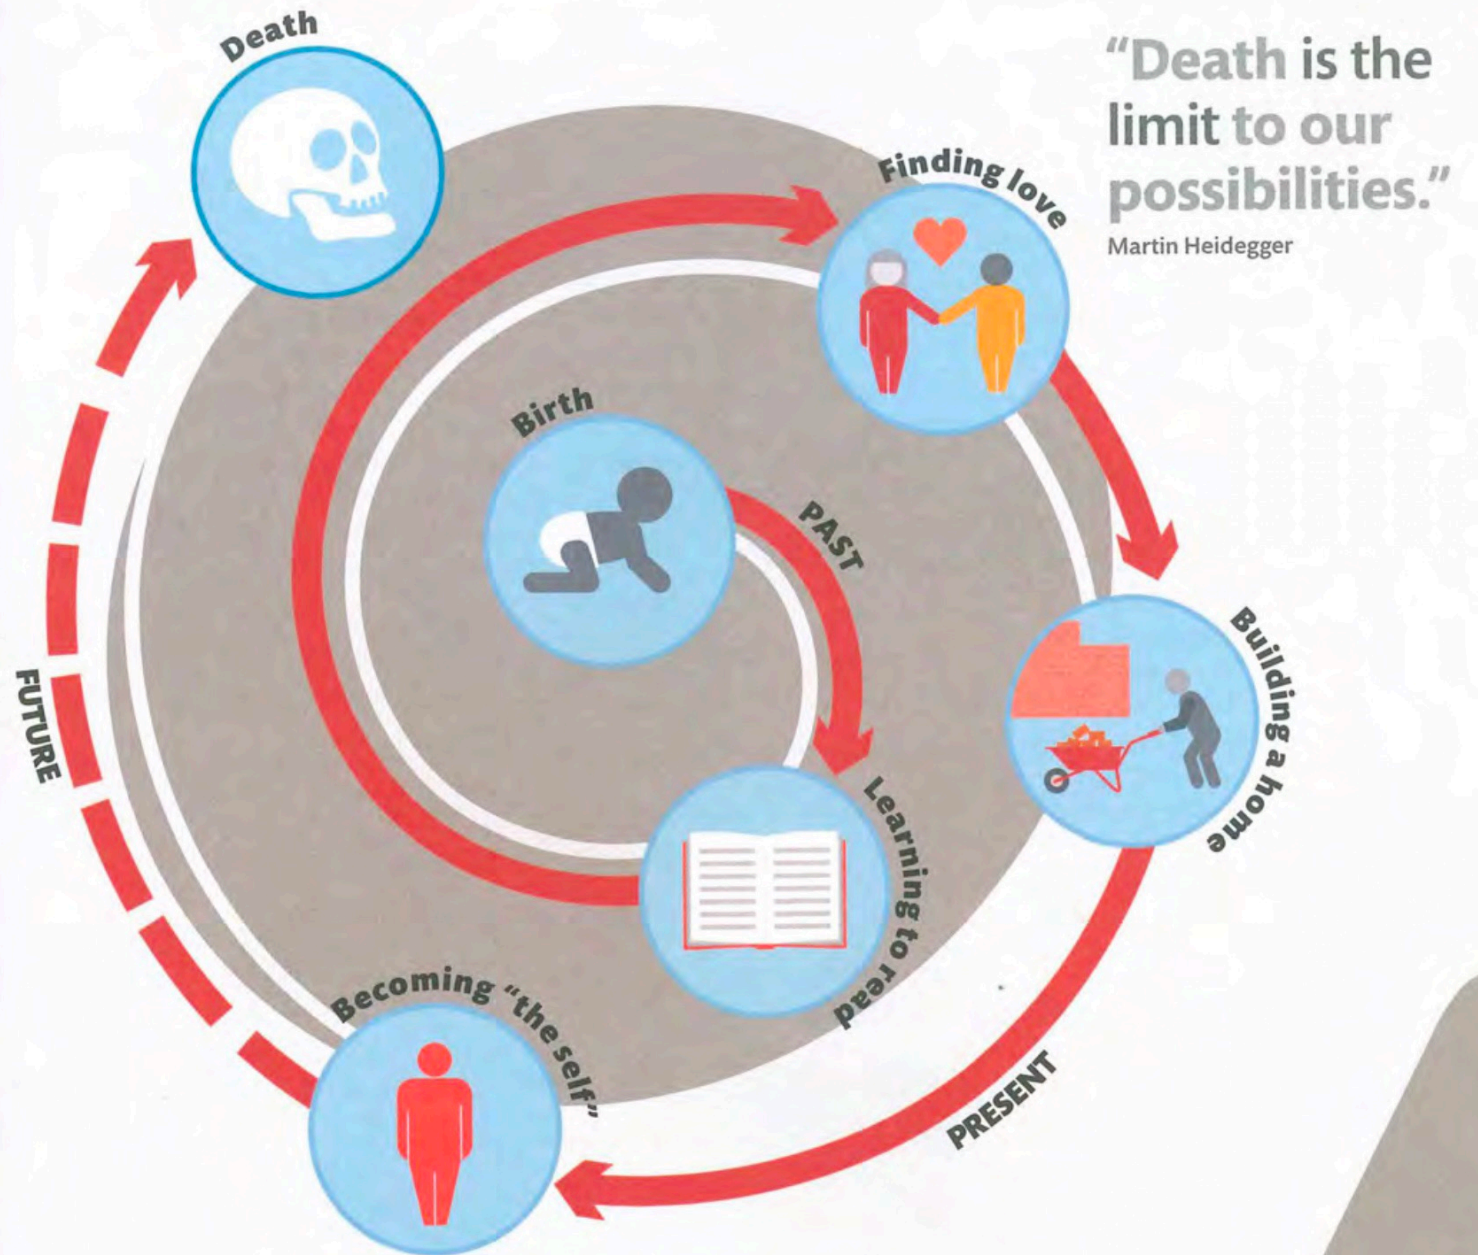 Death
"Death is the
limit to our
possibilities."
Martin Heidegger
Finding love
Birth
PAST
Building a home
Learning to read
FUTURE
Becoming "the self"
PRESENT